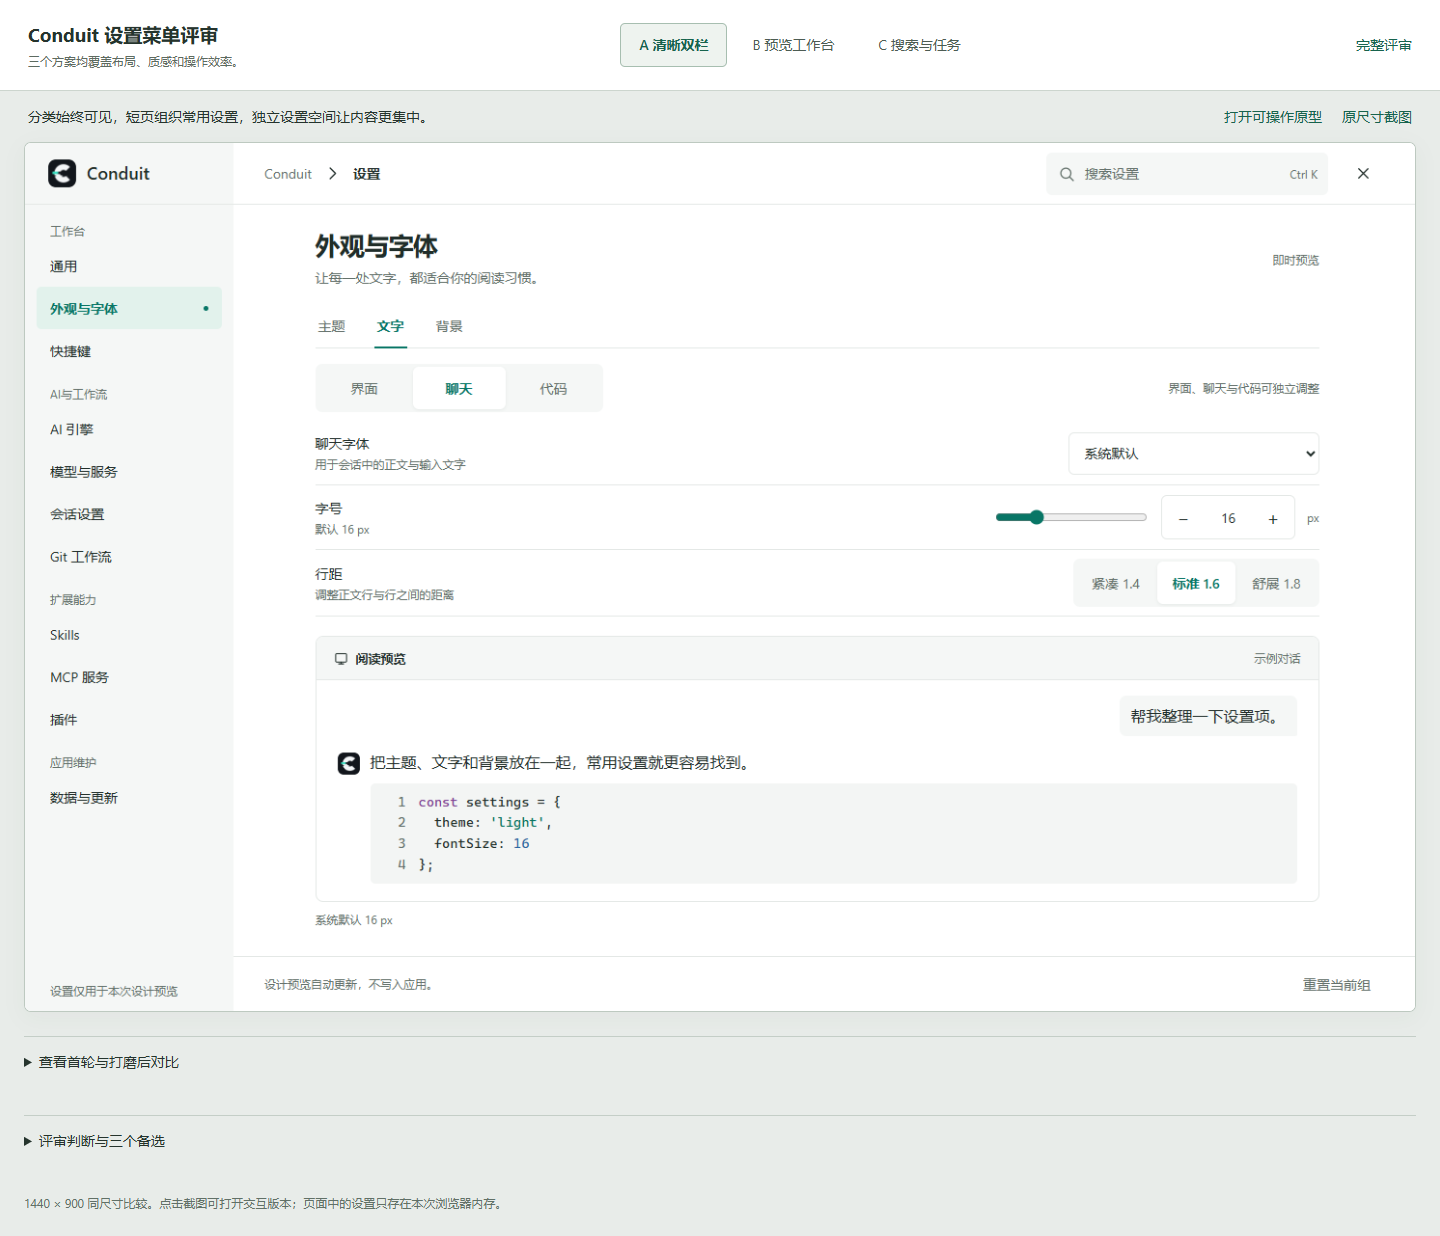 Conduit 设置菜单评审
三个方案均覆盖布局、质感和操作效率。
A 清晰双栏
B 预览工作台
C 搜索与任务
完整评审
分类始终可见，短页组织常用设置，独立设置空间让内容更集中。
打开可操作原型
原尺寸截图
Conduit
Conduit
设置
搜索设置
Ctrl K
工作台
通用
外观与字体
快捷键
AI与工作流
AI 引擎
模型与服务
会话设置
Git 工作流
扩展能力
Skills
MCP 服务
插件
应用维护
数据与更新
设置仅用于本次设计预览
外观与字体
让每一处文字，都适合你的阅读习惯。
即时预览
主题
文字
背景
界面
聊天
代码
界面、聊天与代码可独立调整
聊天字体
用于会话中的正文与输入文字
系统默认
字号
默认 16 px
− 16 + px
行距
调整正文行与行之间的距离
紧凑 1.4
标准 1.6
舒展 1.8
阅读预览
示例对话
帮我整理一下设置项。
把主题、文字和背景放在一起，常用设置就更容易找到。
1 const settings = {
2 theme: 'light',
3 fontSize: 16
4 };
系统默认 16 px
设计预览自动更新，不写入应用。
重置当前组
查看首轮与打磨后对比
评审判断与三个备选
1440 × 900 同尺寸比较。点击截图可打开交互版本；页面中的设置只存在本次浏览器内存。